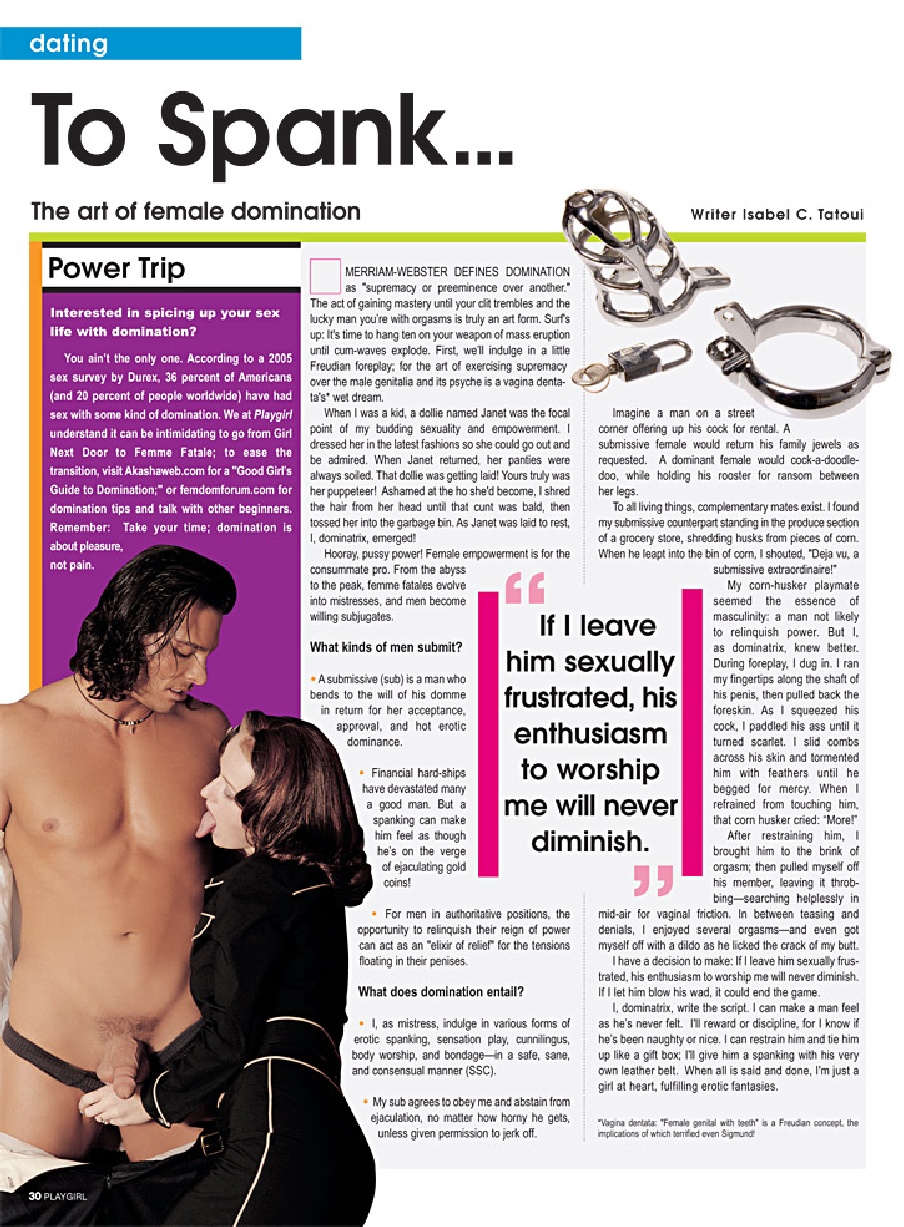 dating
To Spank...
The art of female domination
Writer Isabel C. Tatoui
Power Trip
Interested in spicing up your sex
life with domination?
You ain't the only one. According to a 2005
sex survey by Durex, 36 percent of Americans
(and 20 percent of people worldwide) have had
sex with some kind of domination. We at Playgirl
understand it can be intimidating to go from Girl
Next Door to Femme Fatale; to ease the
transition, visit Akashaweb.com for a "Good Girl's
Guide to Domination;" or femdomforum.com for
domination tips and talk with other beginners.
Remember: Take your time; domination is
about pleasure,
not pain.
MERRIAM-WEBSTER DEFINES DOMINATION
as "supremacy or preeminence over another."
The act of gaining mastery until your clit trembles and the
lucky man you're with orgasms is truly an art form. Surf's
up: It's time to hang ten on your weapon of mass eruption
until cum-waves explode. First, we'll indulge in a little
Freudian foreplay; for the art of exercising supremacy
over the male genitalia and its psyche is a vagina denta-
ta's* wet dream.
When I was a kid, a dollie named Janet was the focal
point of my budding sexuality and empowerment. I
dressed her in the latest fashions so she could go out and
be admired. When Janet returned, her panties were
always soiled. That dollie was getting laid! Yours truly was
her puppeteer! Ashamed at the ho she'd become, I shred
the hair from her head until that cunt was bald, then
tossed her into the garbage bin. As Janet was laid to rest,
I, dominatrix, emerged!
Hooray, pussy power! Female empowerment is for the
consummate pro. From the abyss
to the peak, femme fatales evolve
into mistresses, and men become
willing subjugates.
What kinds of men submit?
• A submissive (sub) is a man who
bends to the will of his domme
in return for her acceptance,
approval, and hot erotic
dominance.
• Financial hard-ships
have devastated many
a good man. But a
spanking can make
him feel as though
he's on the verge
of ejaculating gold
coins!
• For men in authoritative positions, the
opportunity to relinquish their reign of power
can act as an "elixir of relief" for the tensions
floating in their penises.
What does domination entail?
• I, as mistress, indulge in various forms of
erotic spanking, sensation play, cunnilingus,
body worship, and bondage—in a safe, sane,
and consensual manner (SSC).
• My sub agrees to obey me and abstain from
ejaculation, no matter how horny he gets,
unless given permission to jerk off.
“
If I leave
him sexually
frustrated, his
enthusiasm
to worship
me will never
diminish.
”
Imagine a man on a street
corner offering up his cock for rental. A
submissive female would return his family jewels as
requested. A dominant female would cock-a-doodle-
doo, while holding his rooster for ransom between
her legs.
To all living things, complementary mates exist. I found
my submissive counterpart standing in the produce section
of a grocery store, shredding husks from pieces of corn.
When he leapt into the bin of corn, I shouted, "Deja vu, a
submissive extraordinaire!"
My corn-husker playmate
seemed the essence of
masculinity: a man not likely
to relinquish power. But I,
as dominatrix, knew better.
During foreplay, I dug in. I ran
my fingertips along the shaft of
his penis, then pulled back the
foreskin. As I squeezed his
cock, I paddled his ass until it
turned scarlet. I slid combs
across his skin and tormented
him with feathers until he
begged for mercy. When I
refrained from touching him,
that corn husker cried: "More!"
After restraining him, I
brought him to the brink of
orgasm; then pulled myself off
his member, leaving it throb-
bing—searching helplessly in
mid-air for vaginal friction. In between teasing and
denials, I enjoyed several orgasms—and even got
myself off with a dildo as he licked the crack of my butt.
I have a decision to make: If I leave him sexually frus-
trated, his enthusiasm to worship me will never diminish.
If I let him blow his wad, it could end the game.
I, dominatrix, write the script. I can make a man feel
as he's never felt. I'll reward or discipline, for I know if
he's been naughty or nice. I can restrain him and tie him
up like a gift box; I'll give him a spanking with his very
own leather belt. When all is said and done, I'm just a
girl at heart, fulfilling erotic fantasies.
*Vagina dentata: "Female genital with teeth" is a Freudian concept, the
implications of which terrified even Sigmund!
30 PLAYGIRL